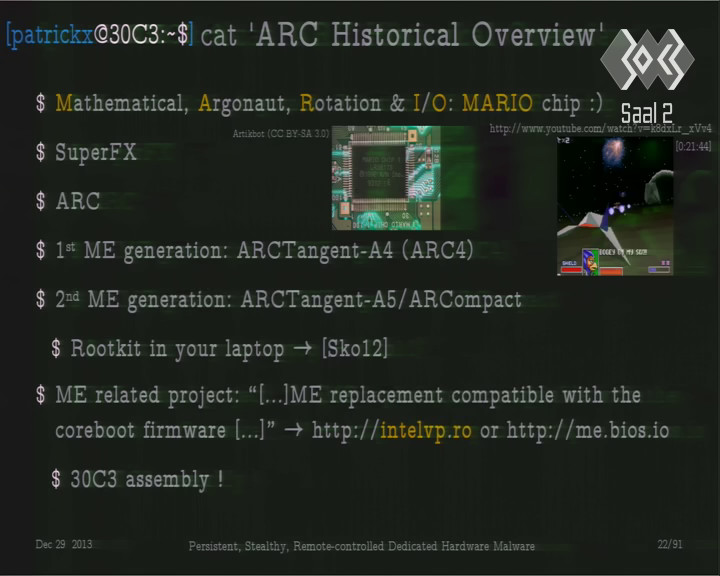 [patrickx@30C3:~$] cat 'ARC Historical Overview'
Saal 2
$ Mathematical, Argonaut, Rotation & I/O: MARIO chip :)
Artikbot (CC BY-SA 3.0)
http://www.youtube.com/watch?v=k8dxLr_xVv4
[0:21:44]
$ SuperFX
$ ARC
$ 1st ME generation: ARCTangent-A4 (ARC4)
$ 2nd ME generation: ARCTangent-A5/ARCompact
$ Rootkit in your laptop → [Sko12]
$ ME related project: “[...]ME replacement compatible with the
coreboot firmware [...]” → http://intelvp.ro or http://me.bios.io
$ 30C3 assembly !
Dec 29 2013
Persistent, Stealthy, Remote-controlled Dedicated Hardware Malware
22/91